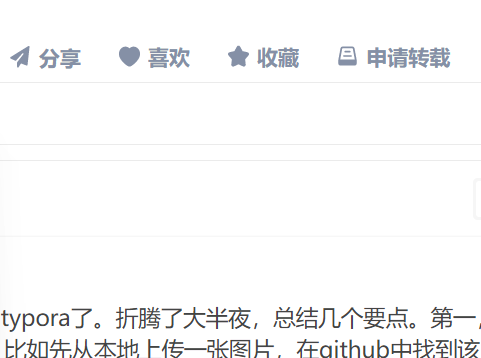 分享 喜欢 收藏 申请转载
typora了。折腾了大半夜，总结几个要点。第一，
比如先从本地上传一张图片，在github中找到该